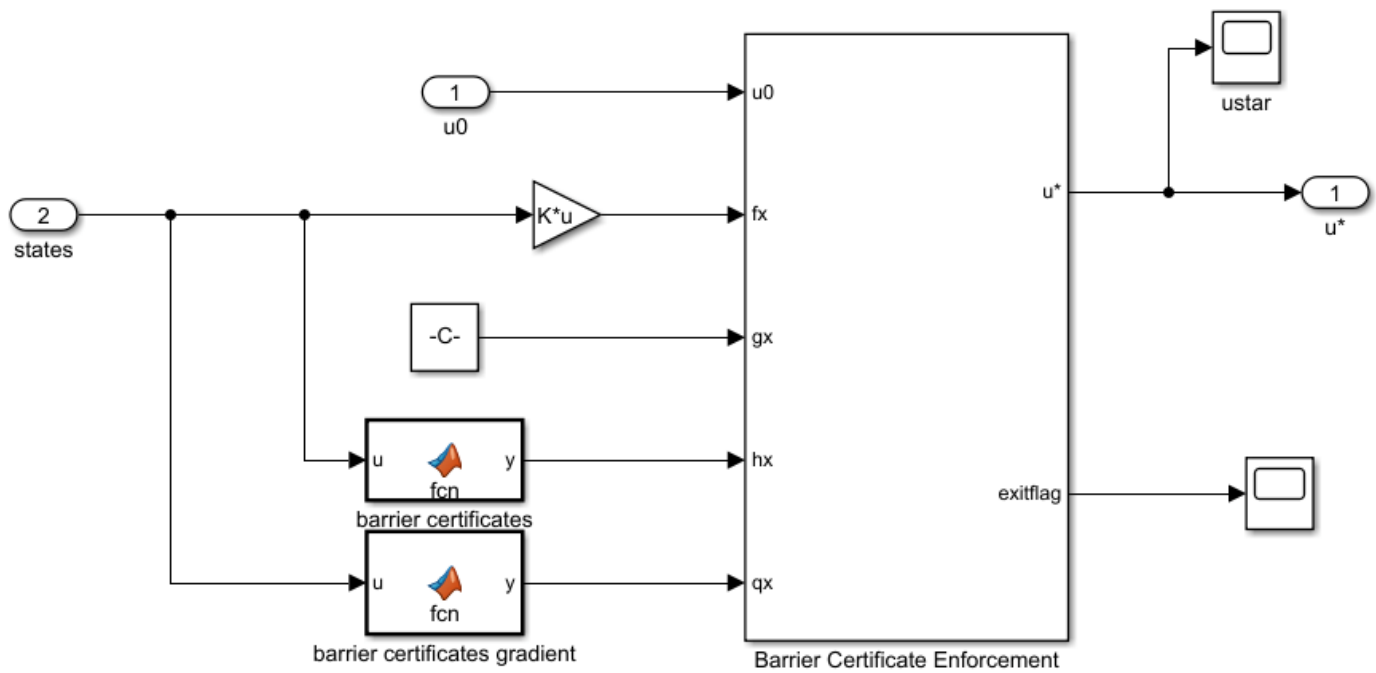 ustar
1
u0
u0
2
states
K*u
fx
u*
1
u*
-C-
gx
u
fcn
y
hx
barrier certificates
exitflag
u
fcn
y
qx
barrier certificates gradient
Barrier Certificate Enforcement